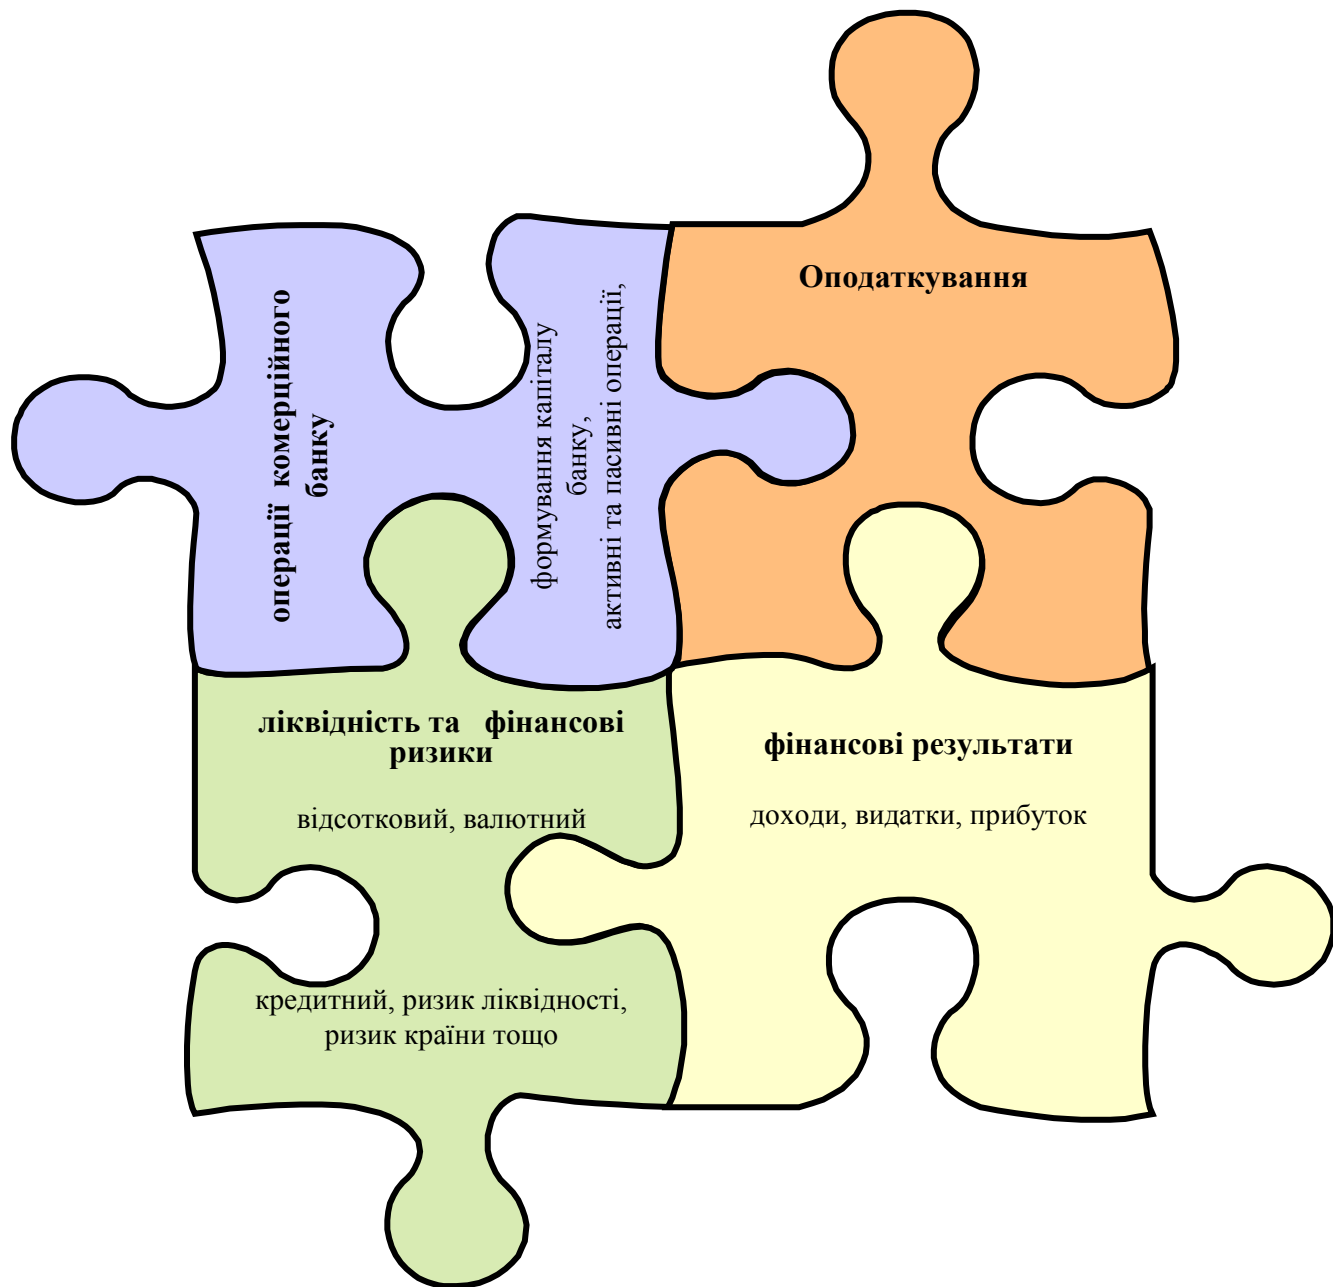 операції комерційного
банку
формування капіталу
банку,
активні та пасивні операції,
Оподаткування
ліквідність та фінансові
ризики
відсотковий, валютний
кредитний, ризик ліквідності,
ризик країни тощо
фінансові результати
доходи, видатки, прибуток